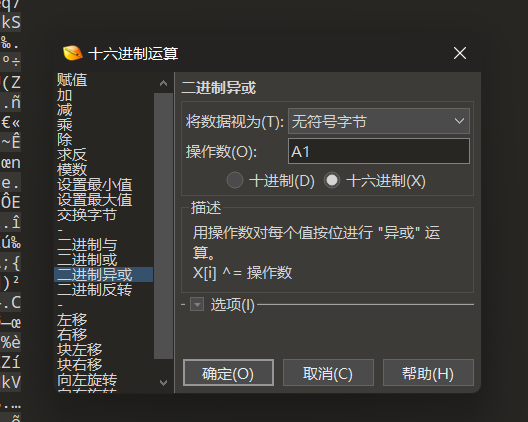 kS
‰.
十六进制运算
赋值
加
减
乘
除
求反
模数
设置最小值
设置最大值
交换字节
-
二进制与
二进制或
二进制异或
二进制反转
-
左移
右移
块左移
块右移
向左旋转
二进制异或
将数据视为(T):
无符号字节
操作数(O):
A1
十进制(D)
十六进制(X)
描述
用操作数对每个值按位进行 "异或" 运
算。
X[i] ^= 操作数
选项(I)
确定(O)
取消(C)
帮助(H)